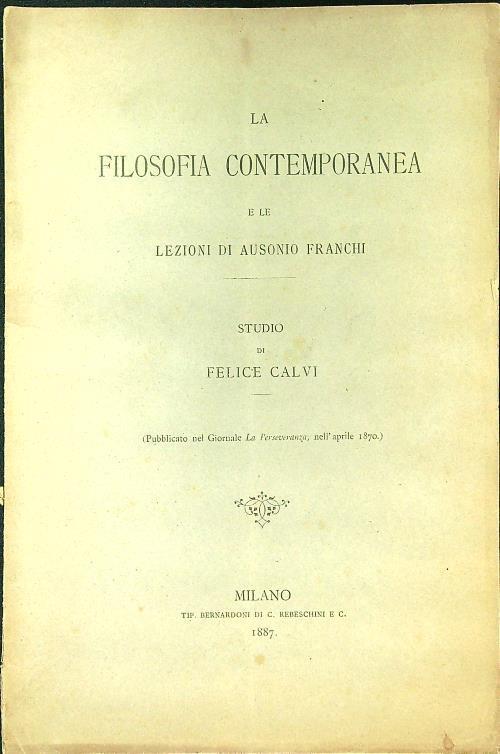 LA
FILOSOFIA CONTEMPORANEA
E LE
LEZIONI DI AUSONIO FRANCHI
STUDIO
DI
FELICE CALVI
(Pubblicato nel Giornale La Perseveranza, nell' aprile 1870.)
MILANO
TIP. BERNARDONI DI C. REBESCHINI E C.
1887.